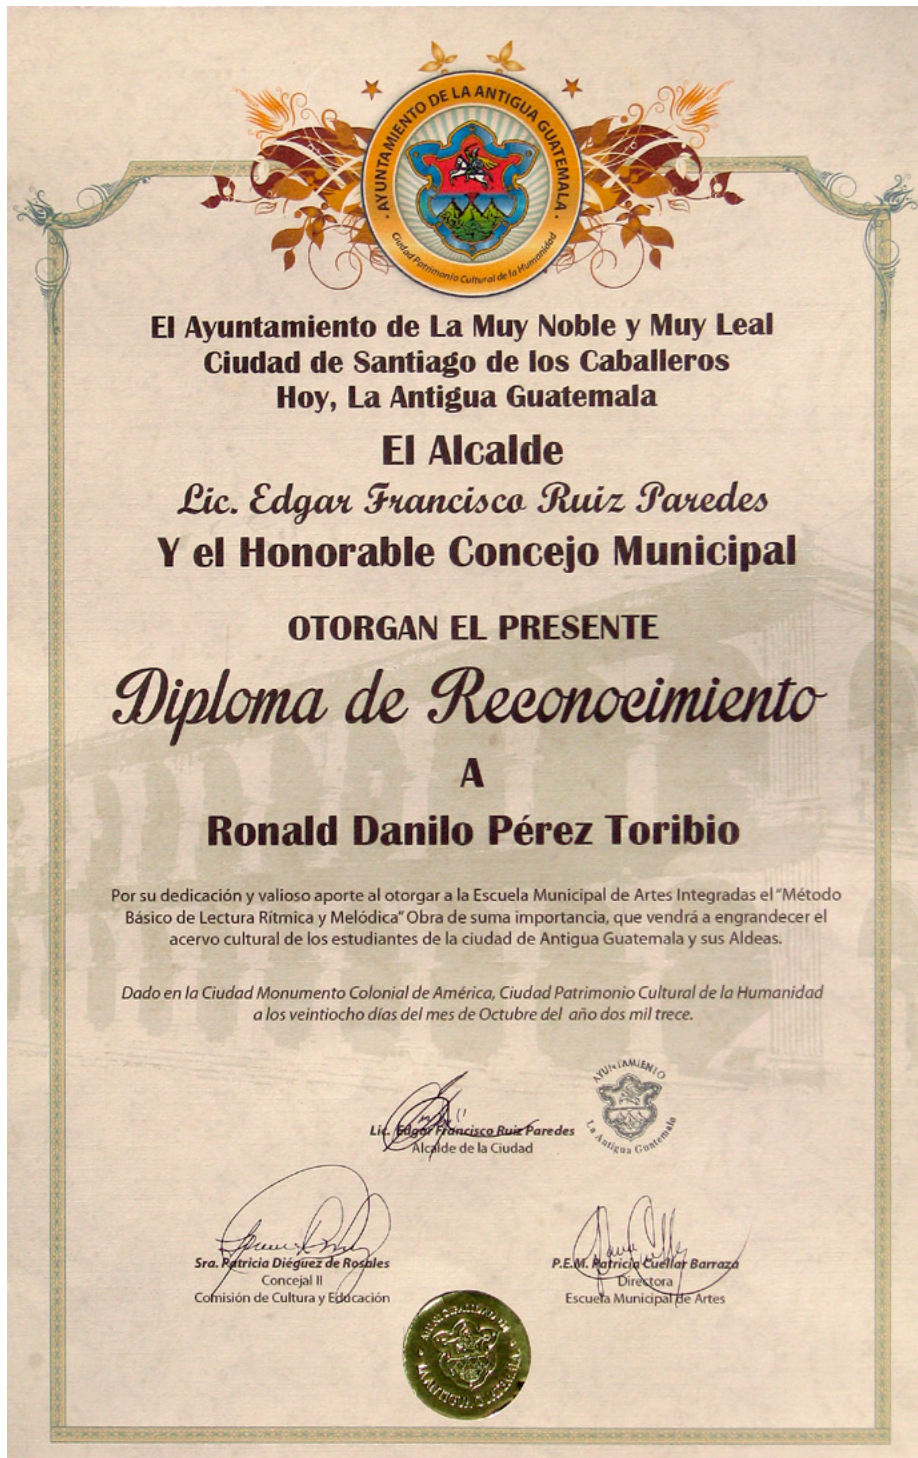 AYUNTAMIENTO DE LA ANTIGUA GUATEMALA
Ciudad Patrimonio Cultural de la Humanidad
El Ayuntamiento de La Muy Noble y Muy Leal
Ciudad de Santiago de los Caballeros
Hoy, La Antigua Guatemala
El Alcalde
Lic. Edgar Francisco Ruiz Paredes
Y el Honorable Concejo Municipal
OTORGAN EL PRESENTE
Diploma de Reconocimiento
A
Ronald Danilo Pérez Toribio
Por su dedicación y valioso aporte al otorgar a la Escuela Municipal de Artes Integradas el "Método
Básico de Lectura Rítmica y Melódica" Obra de suma importancia, que vendrá a engrandecer el
acervo cultural de los estudiantes de la ciudad de Antigua Guatemala y sus Aldeas.
Dado en la Ciudad Monumento Colonial de América, Ciudad Patrimonio Cultural de la Humanidad
a los veintiocho días del mes de Octubre del año dos mil trece.
AYUNTAMIENTO
La Antigua Guatemala
Lic. Edgar Francisco Ruiz Paredes
Alcalde de la Ciudad
Sra. Patricia Diéguez de Rosales
Concejal II
Comisión de Cultura y Educación
P.E.M. Patricia Cuellar Barraza
Directora
Escuela Municipal de Artes
MUNICIPALIDAD DE
LA ANTIGUA GUATEMALA